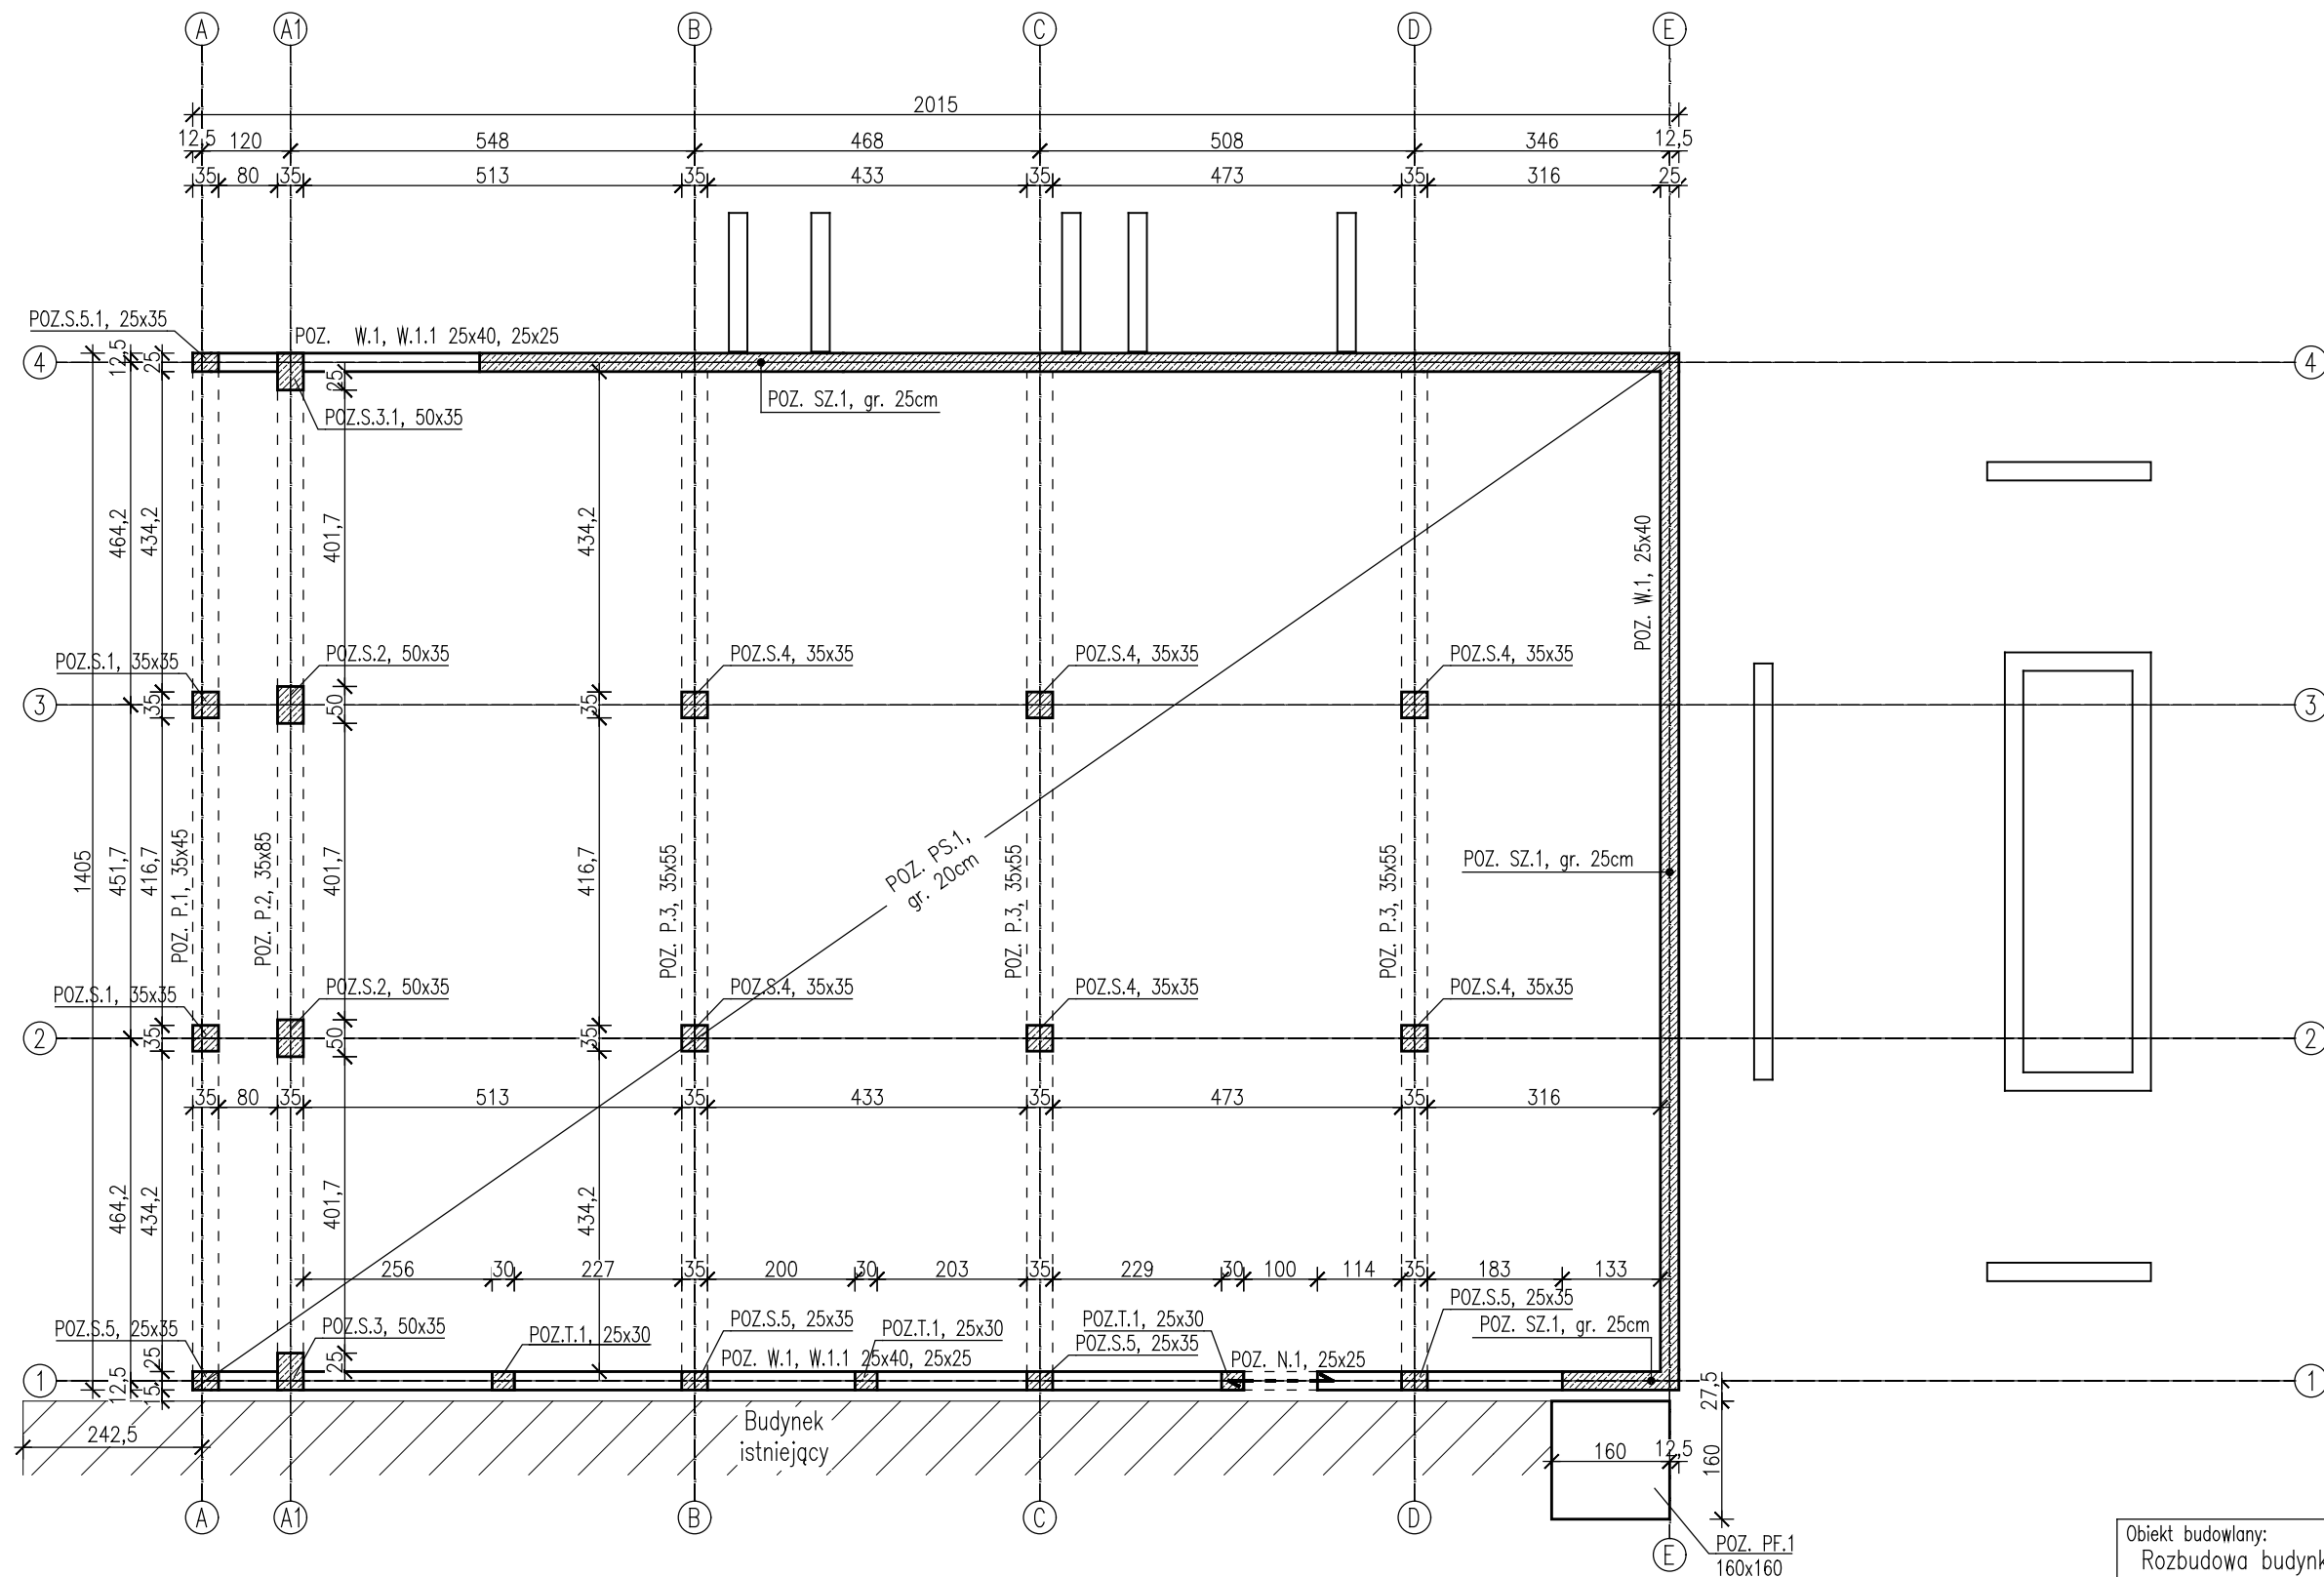 A A1 B C D E
2015
12,5 120 548 468 508 346 12,5
35 80 35 513 35 433 35 473 35 316 25
POZ.S.5.1, 25x35
POZ. W.1, W.1.1 25x40, 25x25
4 12,5 25 4
25
POZ. SZ.1, gr. 25cm
POZ.S.3.1, 50x35
464,2 434,2 401,7 434,2
POZ. W.1, 25x40
POZ.S.1, 35x35 POZ.S.2, 50x35 POZ.S.4, 35x35 POZ.S.4, 35x35 POZ.S.4, 35x35
3 35 50 35 3
1405 451,7 416,7 401,7 416,7
POZ. P.1, 35x45
POZ. P.2, 35x85
POZ. P.3, 35x55
POZ. PS.1,
gr. 20cm
POZ. P.3, 35x55
POZ. P.3, 35x55
POZ. SZ.1, gr. 25cm
POZ.S.1, 35x35 POZ.S.2, 50x35 POZ.S.4, 35x35 POZ.S.4, 35x35 POZ.S.4, 35x35
2 35 50 35 2
35 80 35 513 35 433 35 473 35 316
464,2 434,2 401,7 434,2
256 30 227 35 200 30 203 35 229 30 100 114 35 183 133
POZ.S.5, 25x35 POZ.S.3, 50x35 POZ.T.1, 25x30 POZ.S.5, 25x35 POZ.T.1, 25x30 POZ.T.1, 25x30 POZ.S.5, 25x35
POZ.S.5, 25x35
POZ. SZ.1, gr. 25cm
25 25
POZ. W.1, W.1.1 25x40, 25x25 POZ. N.1, 25x25
1 12,5 15 27,5 1
Budynek
istniejący
242,5 160 12,5 160
A A1 B C D E
POZ. PF.1
160x160
Obiekt budowlany:
Rozbudowa